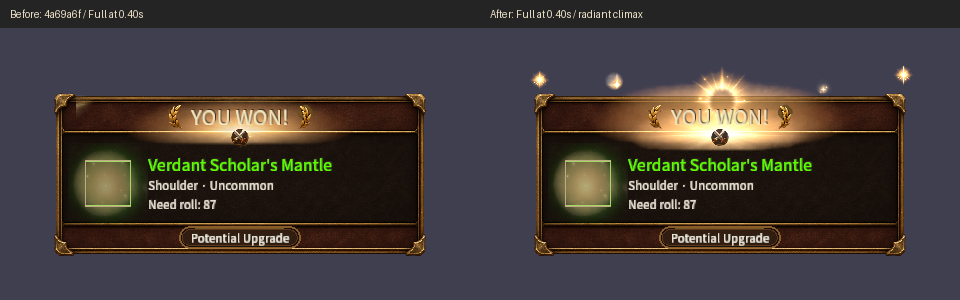 Before: 4a69a6f / Full at 0.40s
After: Full at 0.40s / radiant climax
YOU WON!
Verdant Scholar's Mantle
Shoulder · Uncommon
Need roll: 87
Potential Upgrade
YOU WON!
Verdant Scholar's Mantle
Shoulder · Uncommon
Need roll: 87
Potential Upgrade